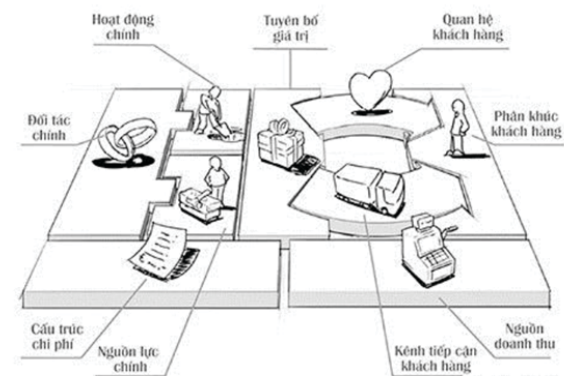 Hoạt động
chính
Tuyên bố
giá trị
Quan hệ
khách hàng
Đối tác
chính
Phân khúc
khách hàng
Cấu trúc
chi phí
Nguồn lực
chính
Kênh tiếp cận
khách hàng
Nguồn
doanh thu